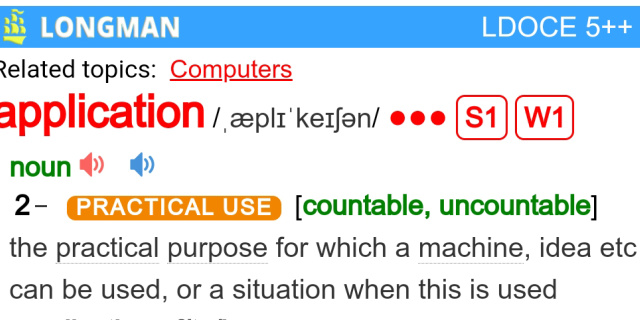 LONGMAN LDOCE 5++
Related topics: Computers
application /ˌæplɪˈkeɪʃən/ ●●● S1 W1
noun
2 – PRACTICAL USE [countable, uncountable]
the practical purpose for which a machine, idea etc
can be used, or a situation when this is used